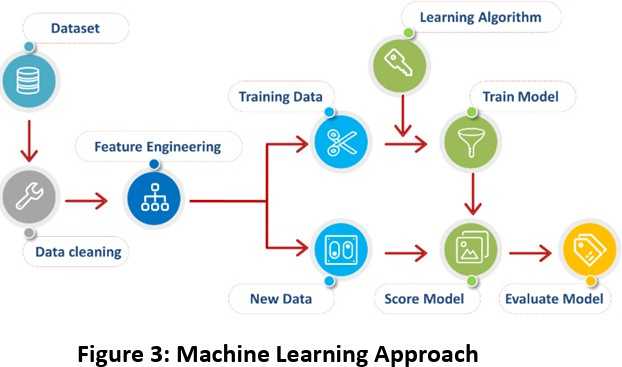 Learning Algorithm
Dataset
Training Data
Train Model
Feature Engineering
Data cleaning
New Data
Score Model
Evaluate Model
Figure 3: Machine Learning Approach